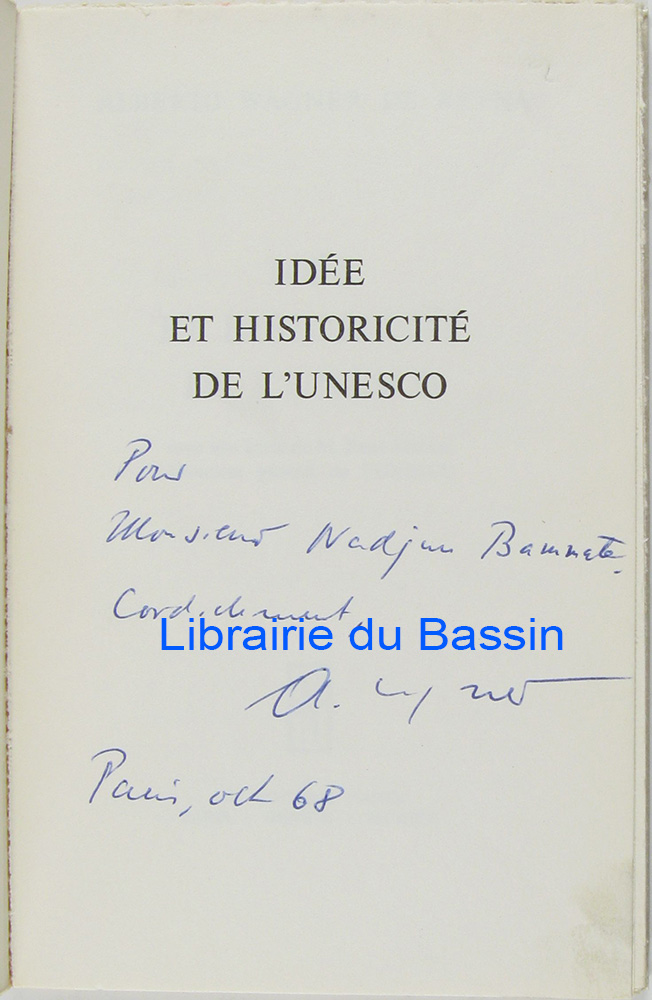 IDÉE
ET HISTORICITÉ
DE L'UNESCO
Pour
Monsieur Nadjm Bammate
Cordialement,
Librairie du Bassin
A.
Paris, oct 68